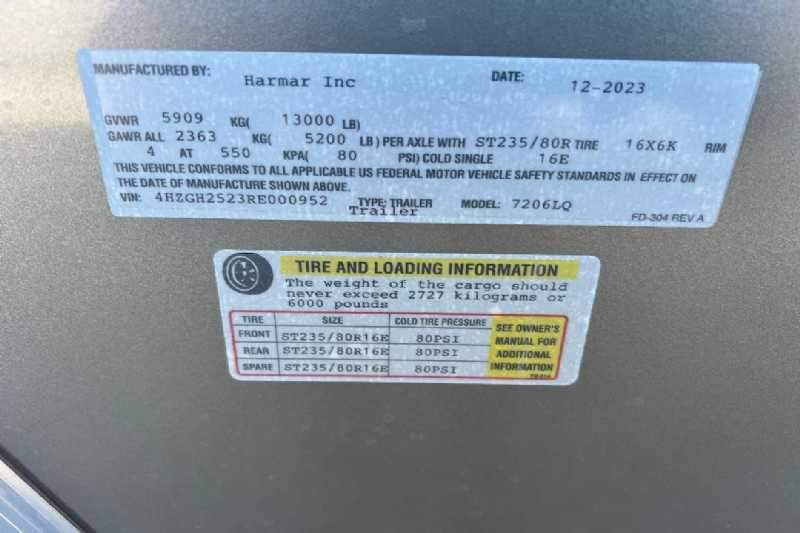 MANUFACTURED BY: Harmar Inc DATE: 12-2023
GVWR 5909 KG( 13000 LB)
GAWR ALL 2363 KG( 5200 LB) PER AXLE WITH ST235/80R TIRE 16X6K RIM
4 AT 550 KPA( 80 PSI) COLD SINGLE 16E
THIS VEHICLE CONFORMS TO ALL APPLICABLE US FEDERAL MOTOR VEHICLE SAFETY STANDARDS IN EFFECT ON
THE DATE OF MANUFACTURE SHOWN ABOVE.
VIN: 4HZGH2523RE000952 TYPE: TRAILER MODEL: 7206LQ
Trailer
FD-304 REV A
TIRE AND LOADING INFORMATION
The weight of the cargo should
never exceed 2727 kilograms or
6000 pounds
TIRE SIZE COLD TIRE PRESSURE
FRONT ST235/80R16E 80PSI
REAR ST235/80R16E 80PSI
SPARE ST235/80R16E 80PSI
SEE OWNER'S
MANUAL FOR
ADDITIONAL
INFORMATION